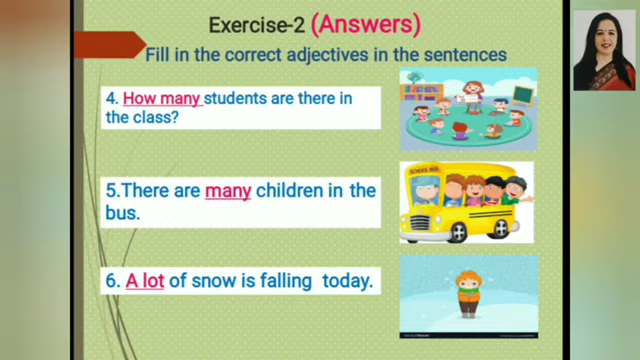 Exercise-2 (Answers)
Fill in the correct adjectives in the sentences
4. How many students are there in
the class?
5.There are many children in the
bus.
6. A lot of snow is falling today.
SCHOOL BUS